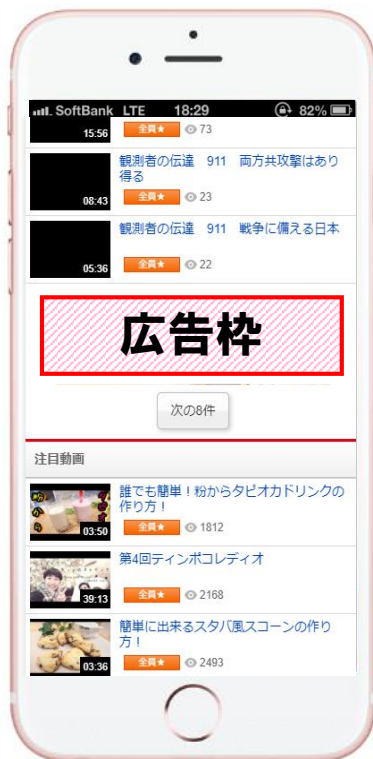 SoftBank LTE 18:29 82%
15:56 全員★ 73
観測者の伝達 911 両方共攻撃はあり
得る
08:43 全員★ 23
観測者の伝達 911 戦争に備える日本
05:36 全員★ 22
広告枠
次の8件
注目動画
誰でも簡単！粉からタピオカドリンクの
作り方！
03:50 全員★ 1812
第4回ティンポコレディオ
39:13 全員★ 2168
簡単に出来るスタバ風スコーンの作り
方！
03:36 全員★ 2493